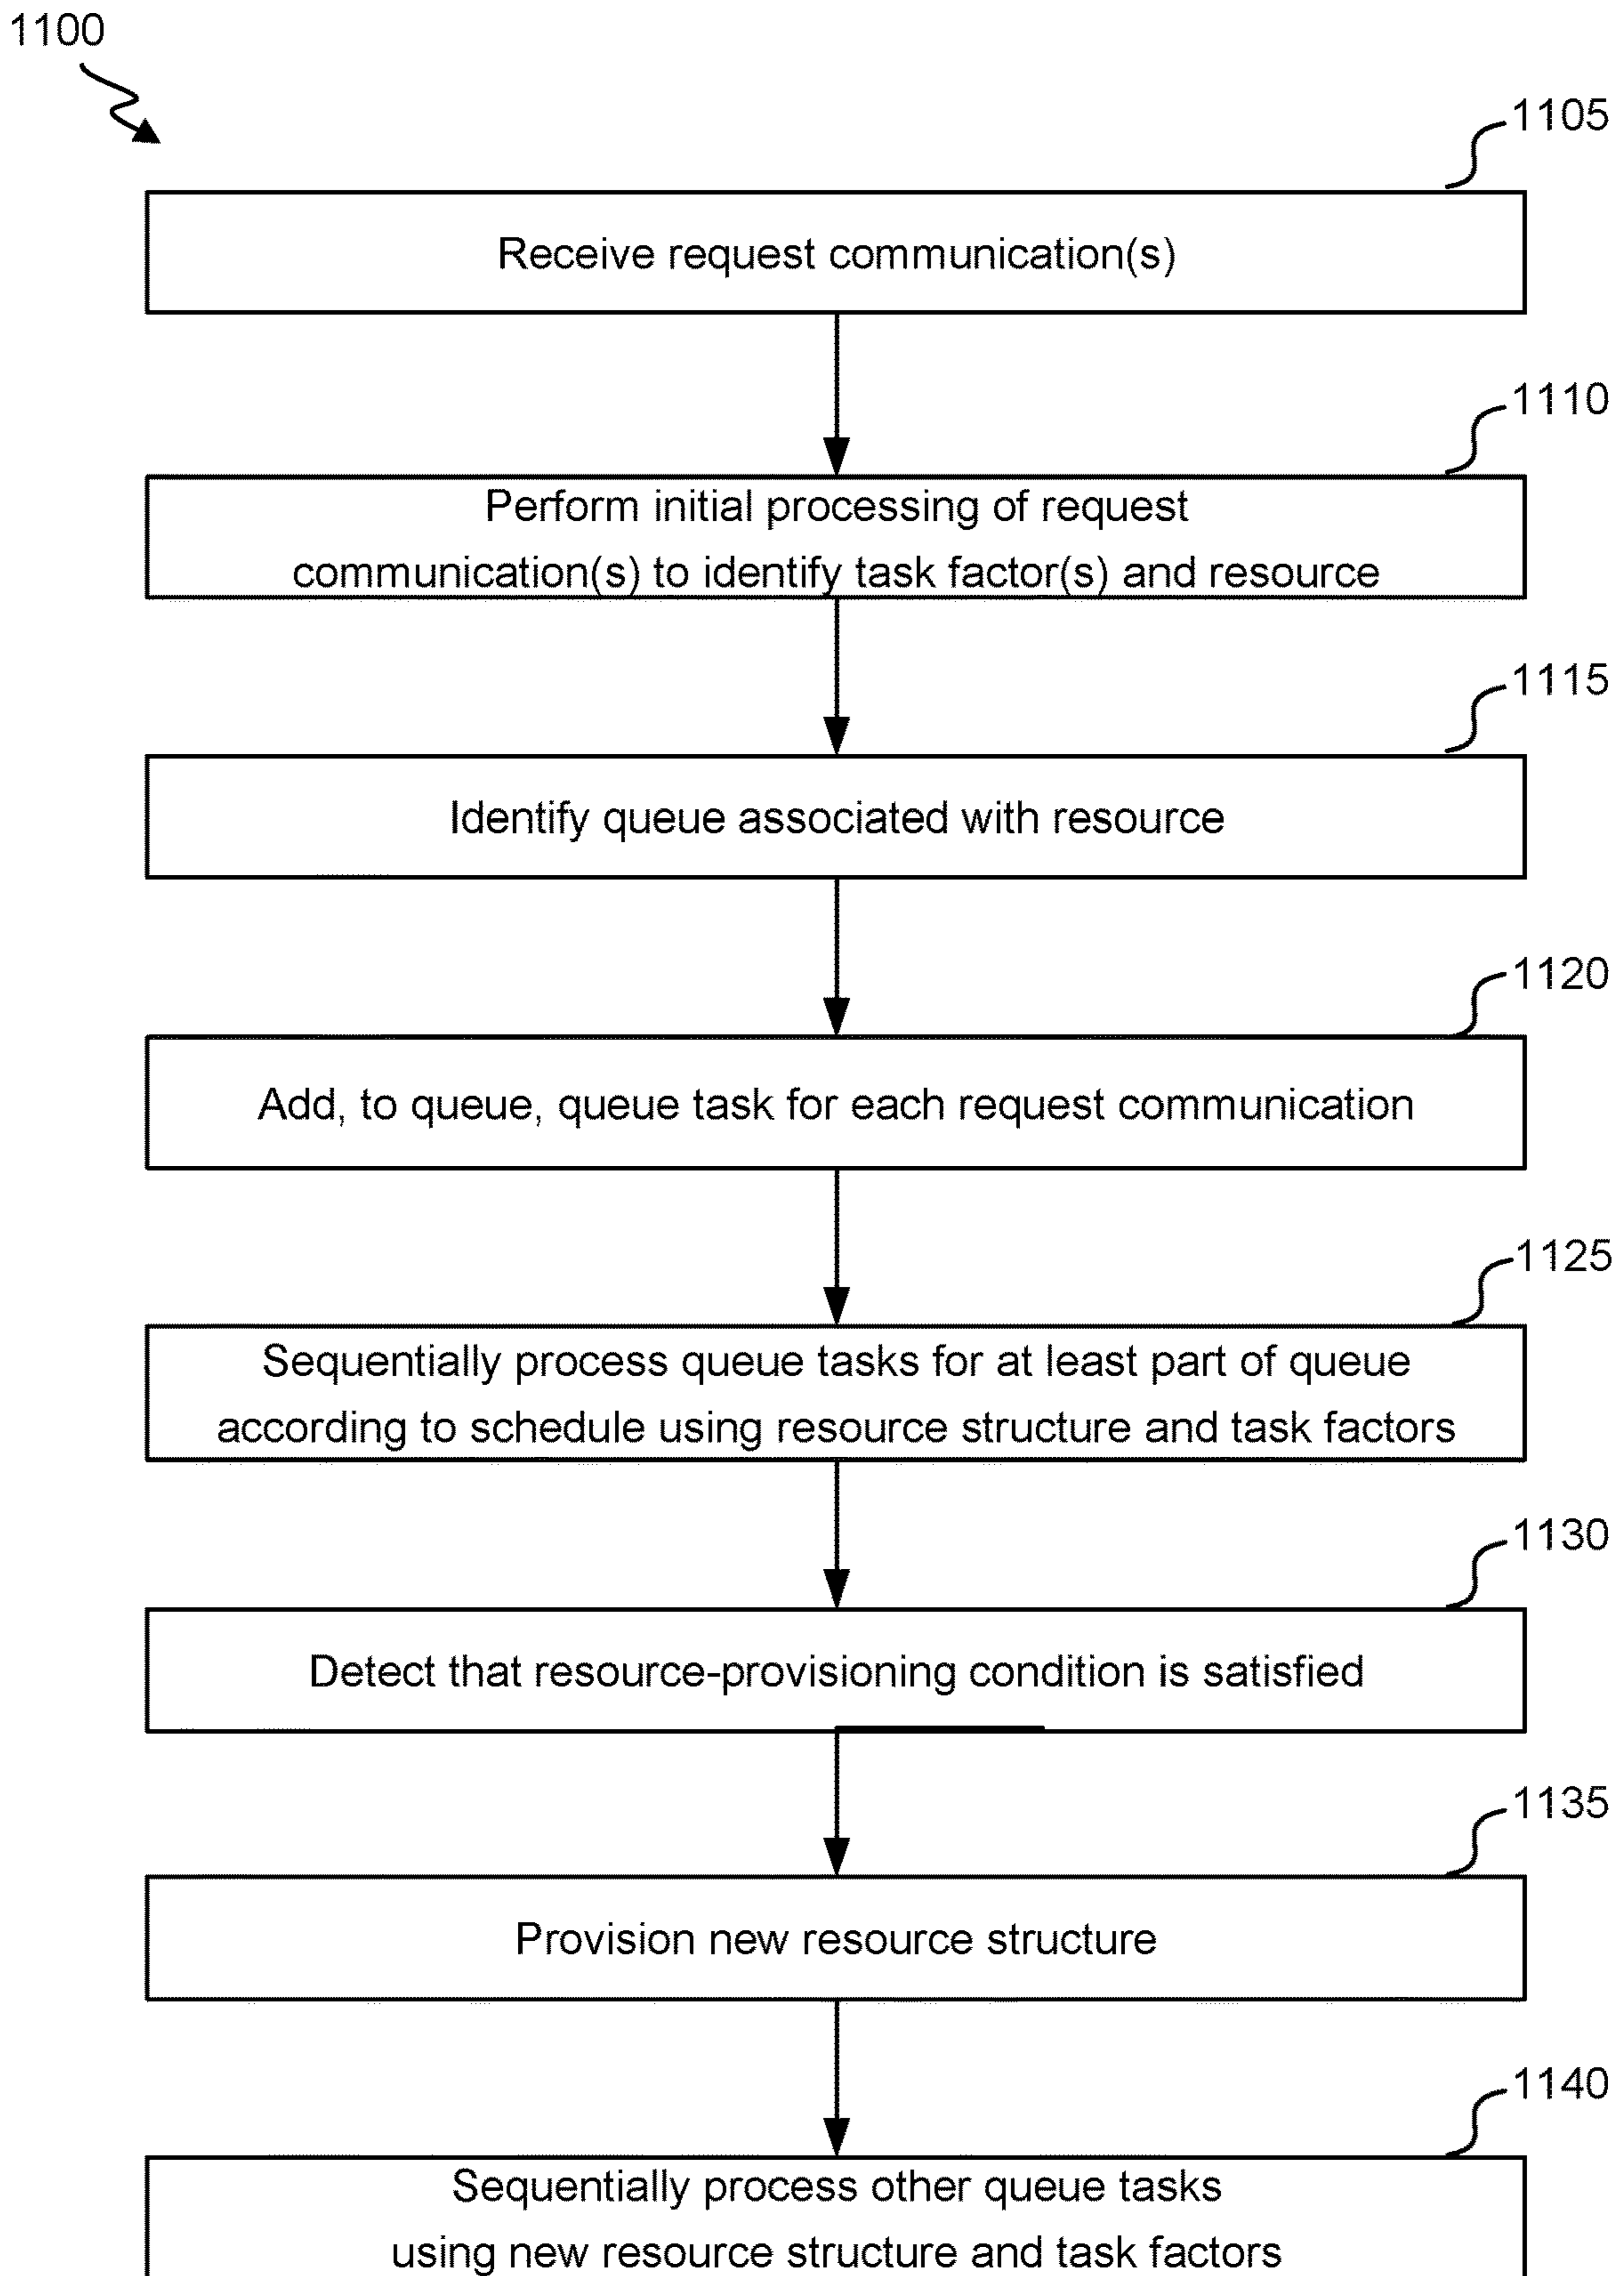 1100
1105
Receive request communication(s)
1110
Perform initial processing of request
communication(s) to identify task factor(s) and resource
1115
Identify queue associated with resource
1120
Add, to queue, queue task for each request communication
1125
Sequentially process queue tasks for at least part of queue
according to schedule using resource structure and task factors
1130
Detect that resource-provisioning condition is satisfied
1135
Provision new resource structure
1140
Sequentially process other queue tasks
using new resource structure and task factors